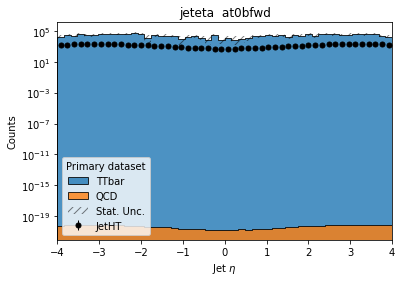 jeteta at0bfwd
Counts
10^5
10^1
10^−3
10^−7
10^−11
10^−15
10^−19
Primary dataset
TTbar
QCD
Stat. Unc.
JetHT
−4 −3 −2 −1 0 1 2 3 4
Jet η